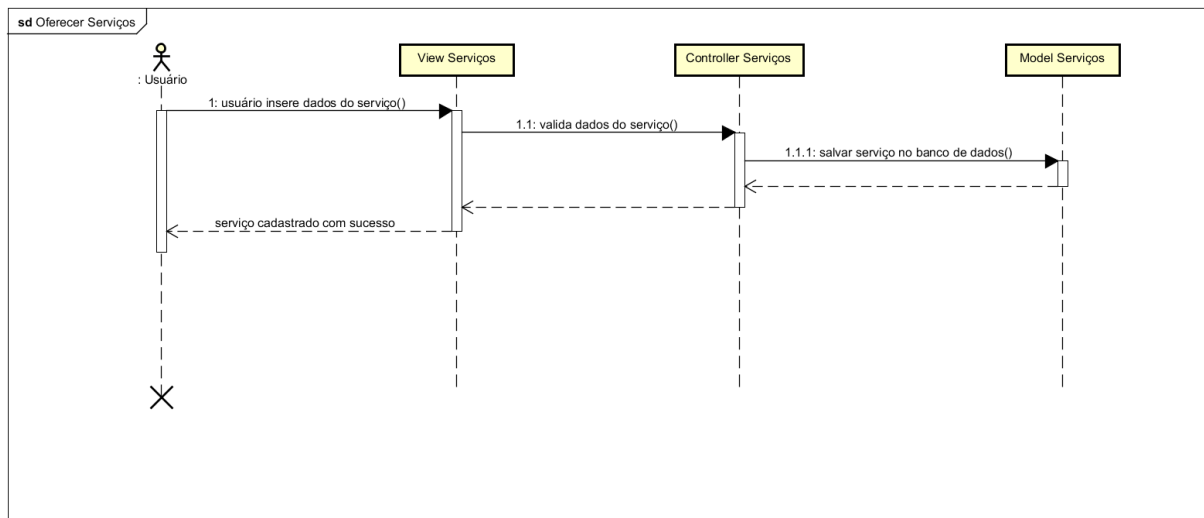 sd Oferecer Serviços
: Usuário
View Serviços
Controller Serviços
Model Serviços
1: usuário insere dados do serviço()
1.1: valida dados do serviço()
1.1.1: salvar serviço no banco de dados()
serviço cadastrado com sucesso